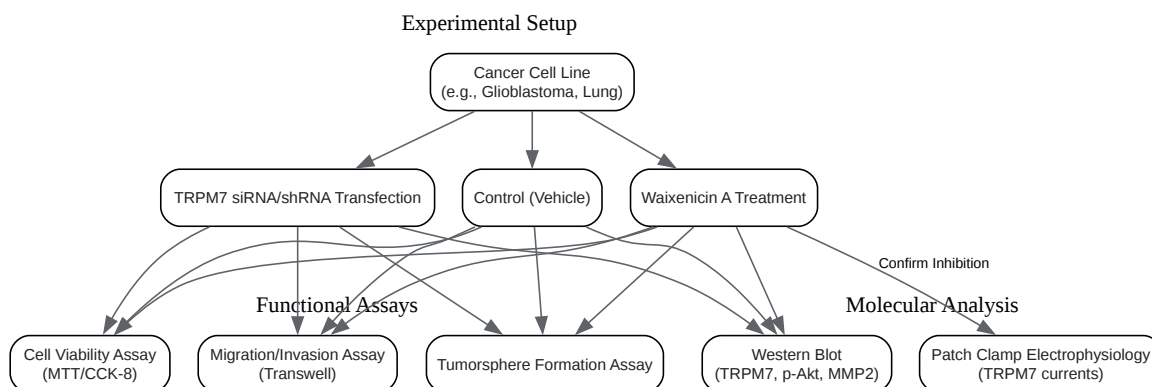 Experimental Setup
Cancer Cell Line
(e.g., Glioblastoma, Lung)
TRPM7 siRNA/shRNA Transfection
Control (Vehicle)
Waixenicin A Treatment
Confirm Inhibition
Functional Assays
Molecular Analysis
Cell Viability Assay
(MTT/CCK-8)
Migration/Invasion Assay
(Transwell)
Tumorsphere Formation Assay
Western Blot
(TRPM7, p-Akt, MMP2)
Patch Clamp Electrophysiology
(TRPM7 currents)